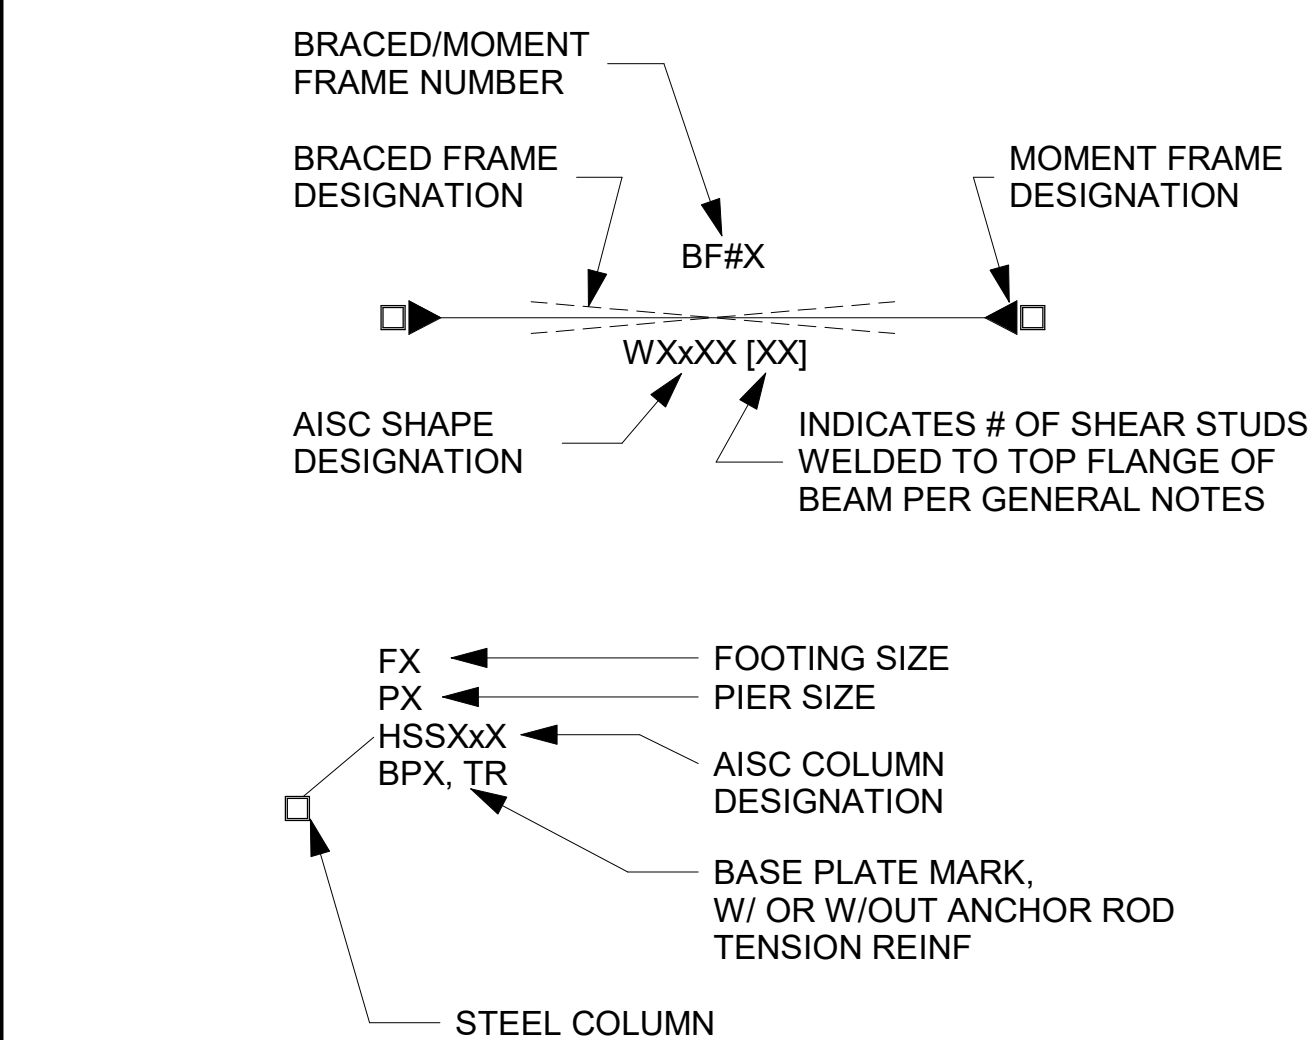 BRACED/MOMENT
FRAME NUMBER
BRACED FRAME
DESIGNATION
MOMENT FRAME
DESIGNATION
BF#X
WXxXX [XX]
AISC SHAPE
DESIGNATION
INDICATES # OF SHEAR STUDS
WELDED TO TOP FLANGE OF
BEAM PER GENERAL NOTES
FX
FOOTING SIZE
PX
PIER SIZE
HSSXxX
BPX, TR
AISC COLUMN
DESIGNATION
BASE PLATE MARK,
W/ OR W/OUT ANCHOR ROD
TENSION REINF
STEEL COLUMN